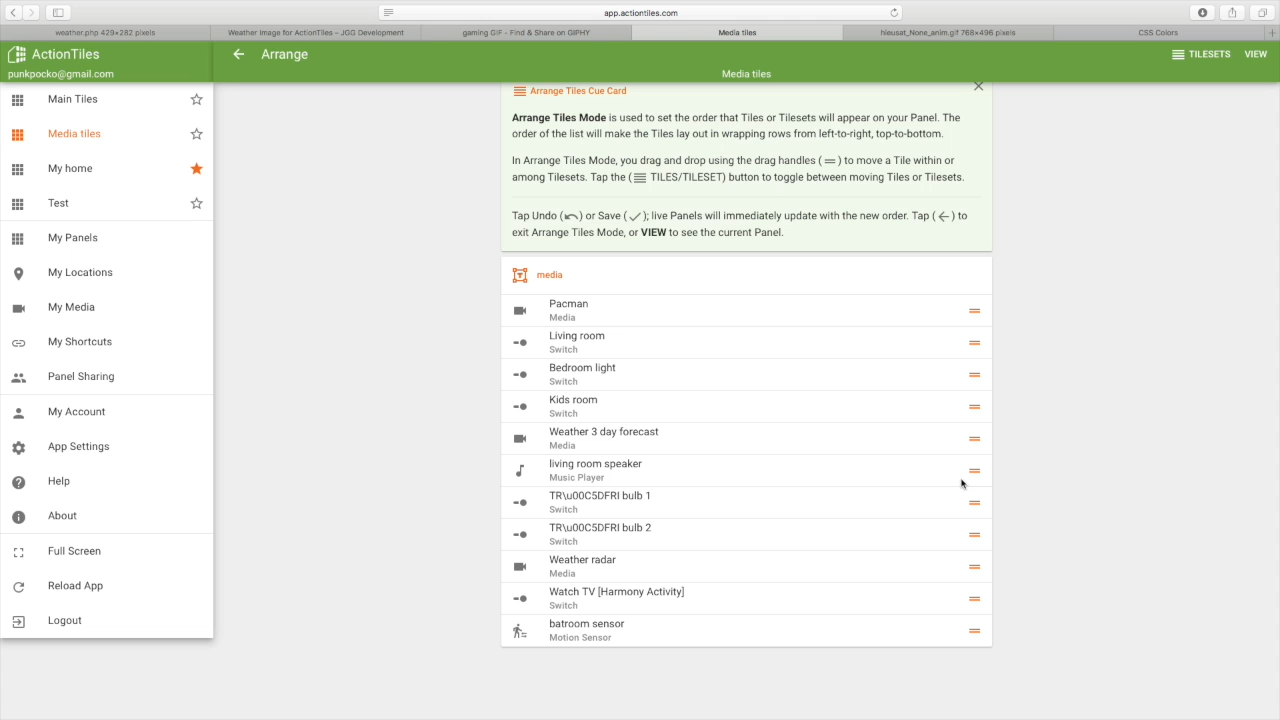 app.actiontiles.com
weather.php 429×282 pixels
Weather Image for ActionTiles – JGG Development
gaming GIF - Find & Share on GIPHY
Media tiles
hieusat_None_anim.gif 768×496 pixels
CSS Colors
ActionTiles
punkpocko@gmail.com
Arrange
Media tiles
TILESETS
VIEW
Main Tiles
Media tiles
My home
Test
My Panels
My Locations
My Media
My Shortcuts
Panel Sharing
My Account
App Settings
Help
About
Full Screen
Reload App
Logout
Arrange Tiles Cue Card
Arrange Tiles Mode is used to set the order that Tiles or Tilesets will appear on your Panel. The
order of the list will make the Tiles lay out in wrapping rows from left-to-right, top-to-bottom.
In Arrange Tiles Mode, you drag and drop using the drag handles ( = ) to move a Tile within or
among Tilesets. Tap the ( TILES/TILESET) button to toggle between moving Tiles or Tilesets.
Tap Undo ( ) or Save ( ✓ ); live Panels will immediately update with the new order. Tap ( ← ) to
exit Arrange Tiles Mode, or VIEW to see the current Panel.
media
Pacman
Media
Living room
Switch
Bedroom light
Switch
Kids room
Switch
Weather 3 day forecast
Media
living room speaker
Music Player
TR\u00C5DFRI bulb 1
Switch
TR\u00C5DFRI bulb 2
Switch
Weather radar
Media
Watch TV [Harmony Activity]
Switch
batroom sensor
Motion Sensor